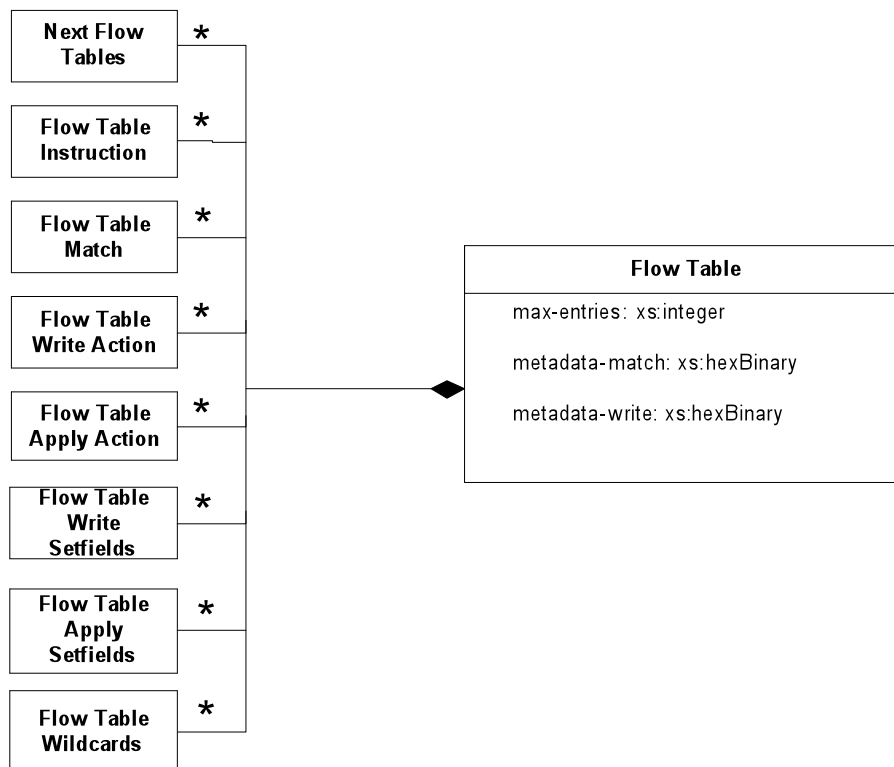 Next Flow
Tables
*
Flow Table
Instruction
*
Flow Table
Match
*
Flow Table
Write Action
*
Flow Table
Apply Action
*
Flow Table
Write
Setfields
*
Flow Table
Apply
Setfields
*
Flow Table
Wildcards
*
Flow Table
max-entries: xs:integer
metadata-match: xs:hexBinary
metadata-write: xs:hexBinary